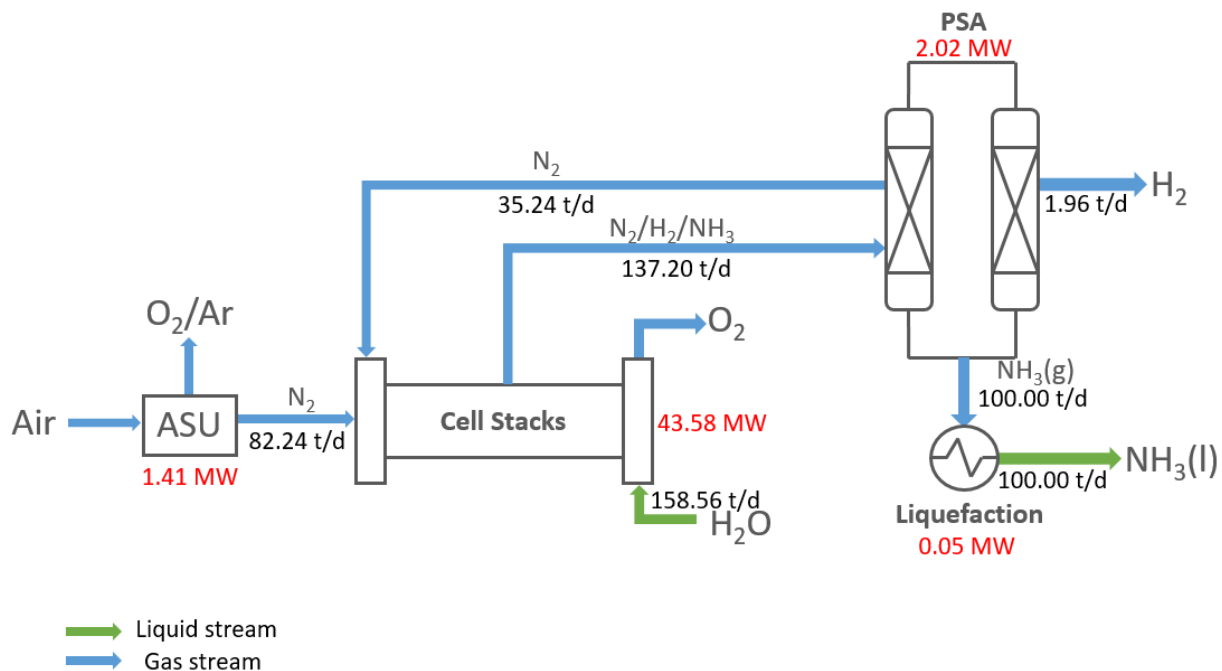 PSA
2.02 MW
N₂
35.24 t/d
H₂
1.96 t/d
N₂/H₂/NH₃
137.20 t/d
O₂/Ar
O₂
NH₃(g)
100.00 t/d
Air
ASU
N₂
82.24 t/d
Cell Stacks
43.58 MW
1.41 MW
NH₃(l)
100.00 t/d
158.56 t/d
H₂O
Liquefaction
0.05 MW
Liquid stream
Gas stream